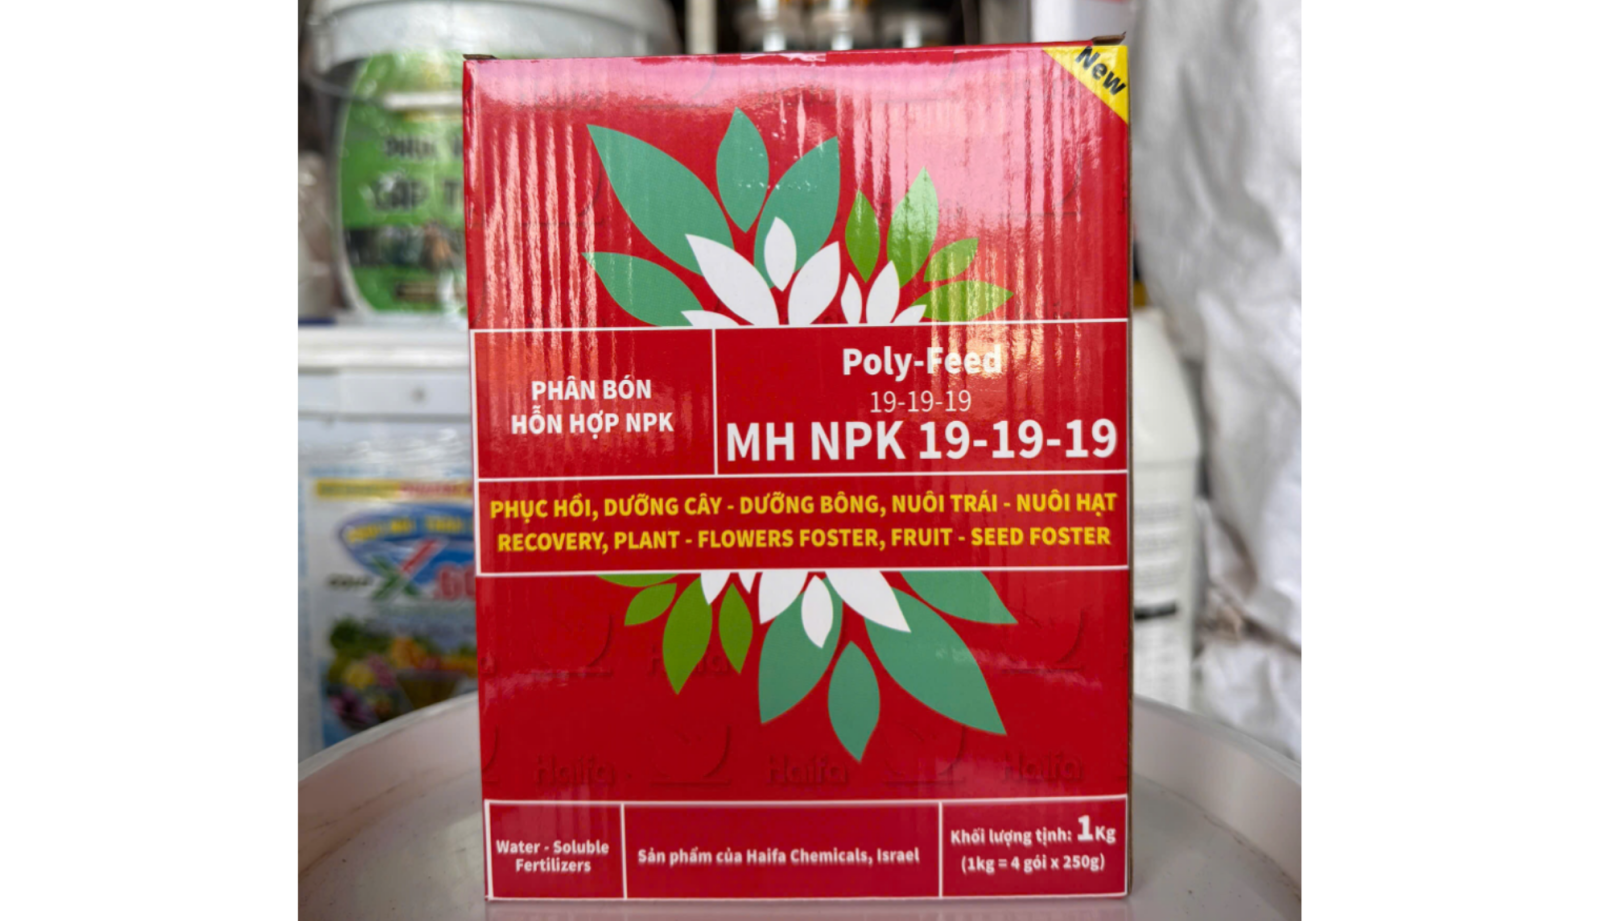 New
Poly-Feed
19-19-19
MH NPK 19-19-19
PHÂN BÓN
HỖN HỢP NPK
PHỤC HỒI, DƯỠNG CÂY - DƯỠNG BÔNG, NUÔI TRÁI - NUÔI HẠT
RECOVERY, PLANT - FLOWERS FOSTER, FRUIT - SEED FOSTER
Haifa
Haifa Haifa Haifa
Water - Soluble
Fertilizers
Sản phẩm của Haifa Chemicals, Israel
Khối lượng tịnh: 1Kg
(1kg = 4 gói x 250g)